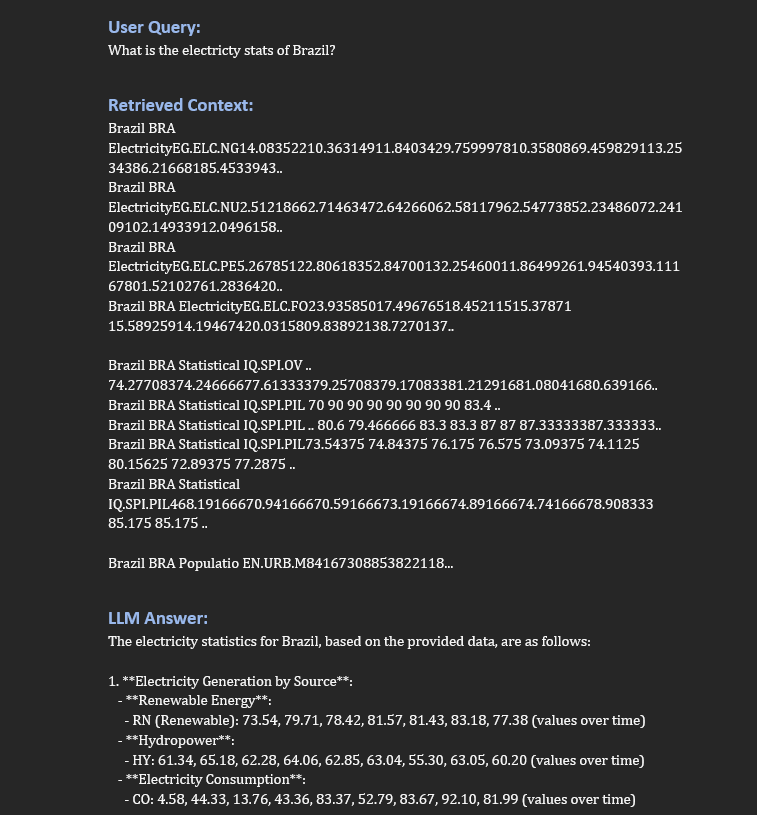 User Query:
What is the electricty stats of Brazil?
Retrieved Context:
Brazil BRA
ElectricityEG.ELC.NG14.08352210.36314911.8403429.759997810.3580869.459829113.25
34386.21668185.4533943..
Brazil BRA
ElectricityEG.ELC.NU2.51218662.71463472.64266062.58117962.54773852.23486072.241
09102.14933912.0496158..
Brazil BRA
ElectricityEG.ELC.PE5.26785122.80618352.84700132.25460011.86499261.94540393.111
67801.52102761.2836420..
Brazil BRA ElectricityEG.ELC.FO23.93585017.49676518.45211515.37871
15.58925914.19467420.0315809.83892138.7270137..
Brazil BRA Statistical IQ.SPI.OV ..
74.27708374.24666677.61333379.25708379.17083381.21291681.08041680.639166..
Brazil BRA Statistical IQ.SPI.PIL 70 90 90 90 90 90 90 90 83.4 ..
Brazil BRA Statistical IQ.SPI.PIL .. 80.6 79.466666 83.3 83.3 87 87 87.33333387.333333..
Brazil BRA Statistical IQ.SPI.PIL73.54375 74.84375 76.175 76.575 73.09375 74.1125
80.15625 72.89375 77.2875 ..
Brazil BRA Statistical
IQ.SPI.PIL468.19166670.94166670.59166673.19166674.89166674.74166678.908333
85.175 85.175 ..
Brazil BRA Populatio EN.URB.M84167308853822118...
LLM Answer:
The electricity statistics for Brazil, based on the provided data, are as follows:
1. **Electricity Generation by Source**:
- **Renewable Energy**:
- RN (Renewable): 73.54, 79.71, 78.42, 81.57, 81.43, 83.18, 77.38 (values over time)
- **Hydropower**:
- HY: 61.34, 65.18, 62.28, 64.06, 62.85, 63.04, 55.30, 63.05, 60.20 (values over time)
- **Electricity Consumption**:
- CO: 4.58, 44.33, 13.76, 43.36, 83.37, 52.79, 83.67, 92.10, 81.99 (values over time)